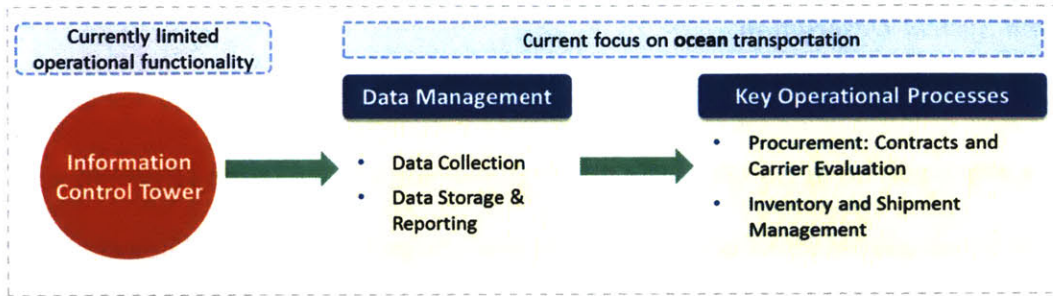 Currently limited
operational functionality
Current focus on ocean transportation
Information
Control Tower
Data Management
• Data Collection
• Data Storage &
Reporting
Key Operational Processes
• Procurement: Contracts and
Carrier Evaluation
• Inventory and Shipment
Management